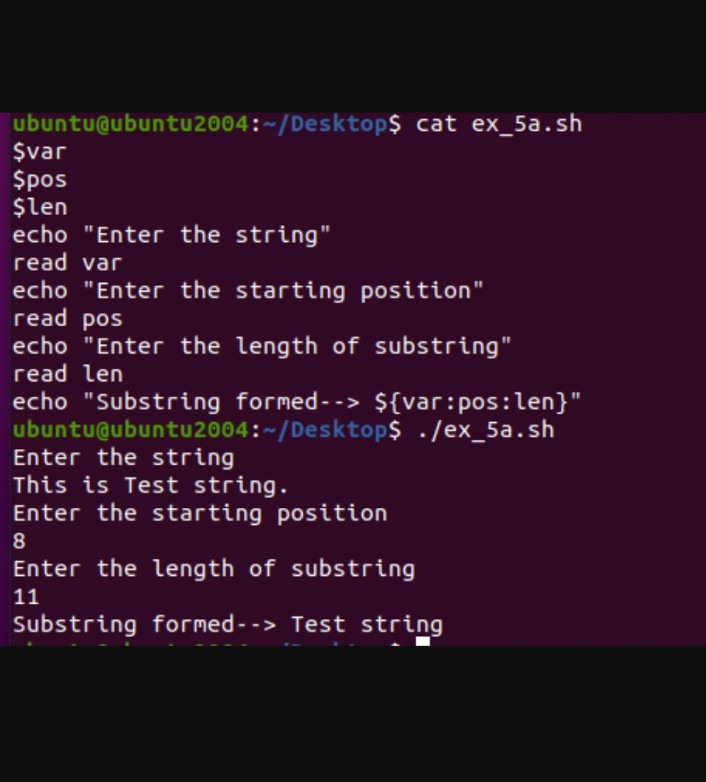 ubuntu@ubuntu2004:~/Desktop$ cat ex_5a.sh
$var
$pos
$len
echo "Enter the string"
read var
echo "Enter the starting position"
read pos
echo "Enter the length of substring"
read len
echo "Substring formed--> ${var:pos:len}"
ubuntu@ubuntu2004:~/Desktop$ ./ex_5a.sh
Enter the string
This is Test string.
Enter the starting position
8
Enter the length of substring
11
Substring formed--> Test string